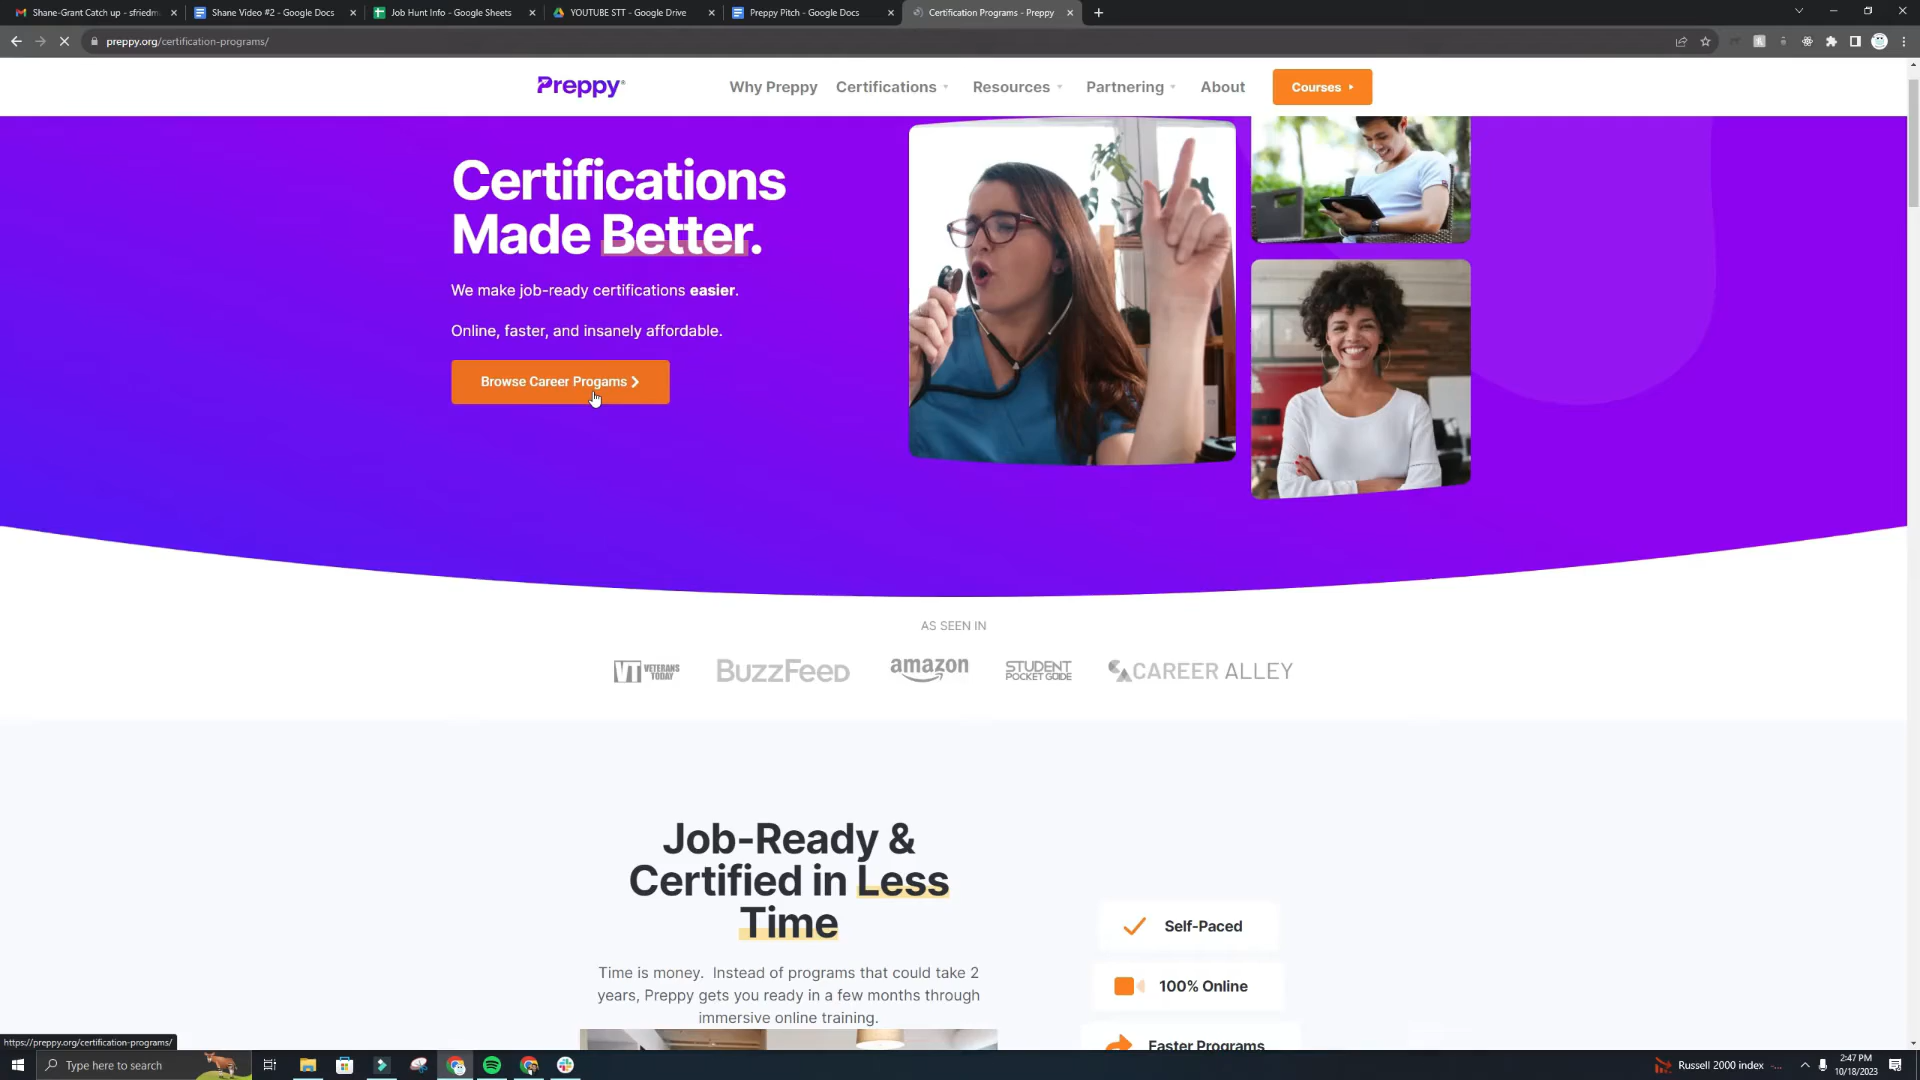 Shane-Grant Catch up - sfriedm
Shane Video #2 - Google Docs
Job Hunt Info - Google Sheets
YOUTUBE STT - Google Drive
Preppy Pitch - Google Docs
Certification Programs - Preppy
preppy.org/certification-programs/
Preppy
Why Preppy
Certifications
Resources
Partnering
About
Courses
Certifications
Made Better.
We make job-ready certifications easier.
Online, faster, and insanely affordable.
Browse Career Progams
AS SEEN IN
VT VETERANS
TODAY
BuzzFeed
amazon
STUDENT
POCKET GUIDE
CAREER ALLEY
Job-Ready &
Certified in Less
Time
Time is money. Instead of programs that could take 2
years, Preppy gets you ready in a few months through
immersive online training.
Self-Paced
100% Online
Faster Programs
https://preppy.org/certification-programs/
Type here to search
Russell 2000 index
2:47 PM
10/18/2023